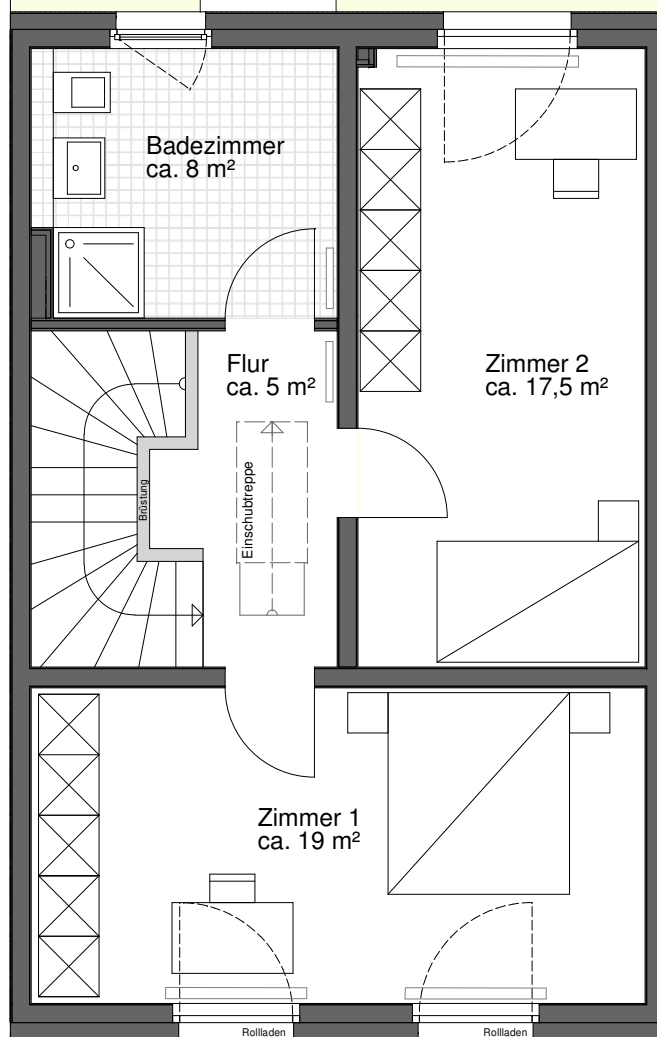 Badezimmer
ca. 8 m²
Flur
ca. 5 m²
Zimmer 2
ca. 17,5 m²
Brüstung
Einschubtreppe
Zimmer 1
ca. 19 m²
Rollladen
Rollladen